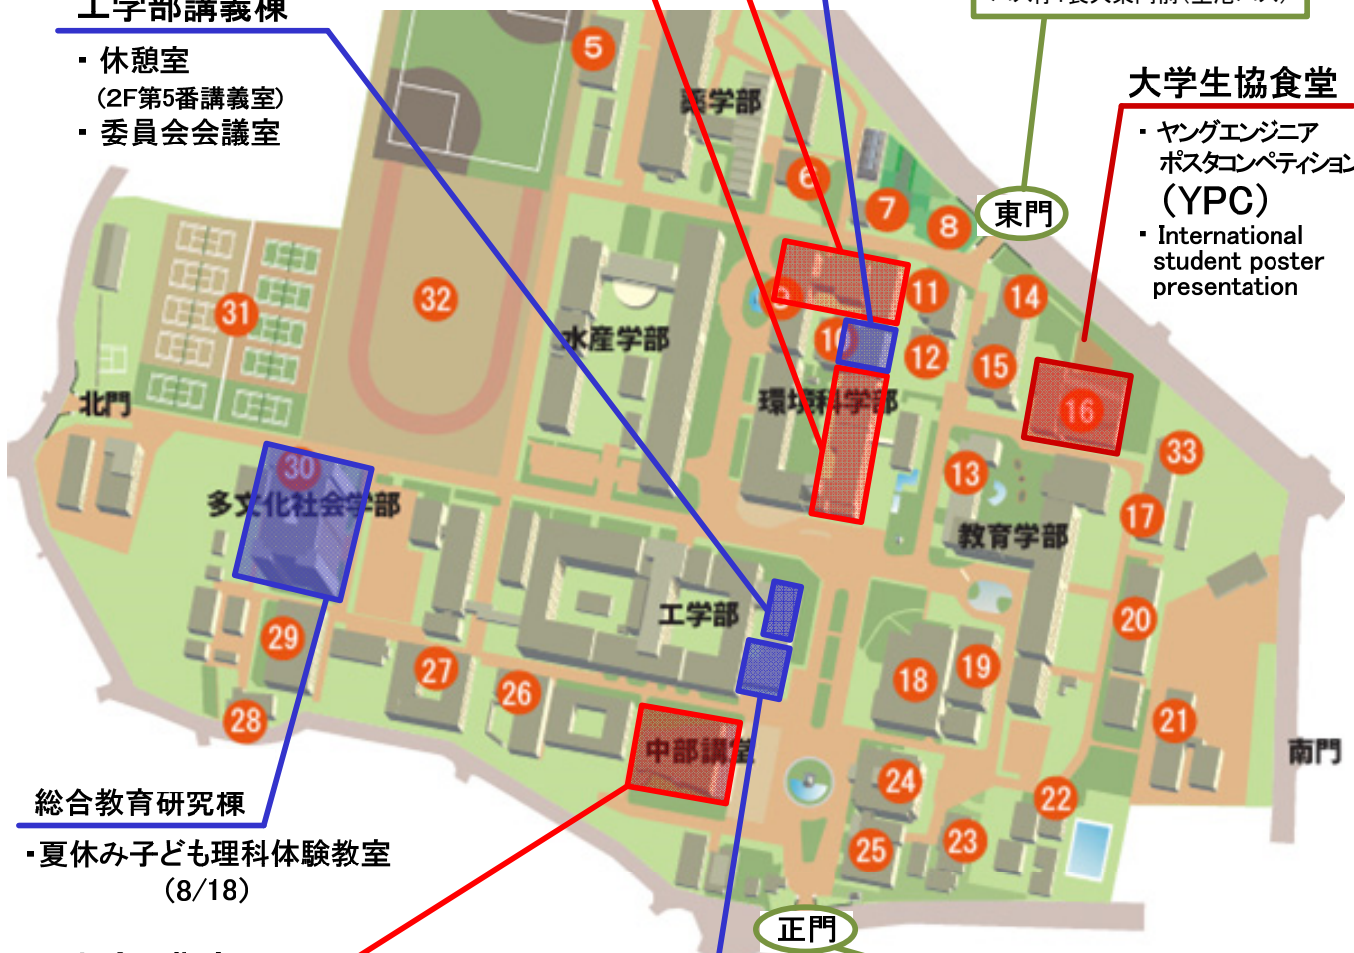 工学部講義棟
・ 休憩室
(2F第5番講義室)
・ 委員会会議室
大学生協食堂
・ ヤングエンジニア
ポスタコンペティション
(YPC)
・ International
student poster
presentation
東門
薬学部
水産学部
環境科学部
北門
多文化社会学部
教育学部
工学部
中部講堂
南門
正門
総合教育研究棟
・夏休み子ども理科体験教室
(8/18)
5
6
7
8
11
10
12
13
14
15
16
33
17
18
19
20
21
22
23
24
25
26
27
28
29
30
31
32